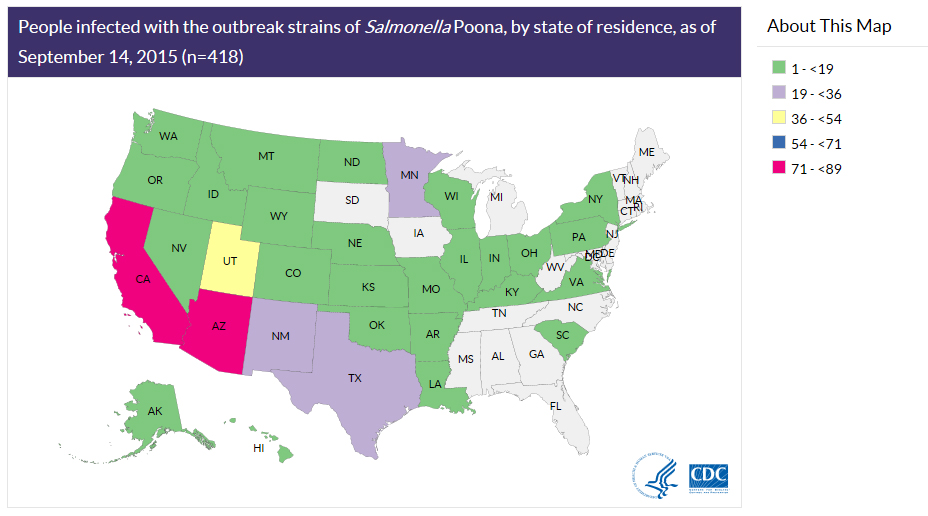 People infected with the outbreak strains of Salmonella Poona, by state of residence, as of
September 14, 2015 (n=418)
About This Map
1 - <19
19 - <36
36 - <54
54 - <71
71 - <89
WA
MT
ND
MN
ME
OR
ID
WY
SD
WI
MI
VT
NH
NY
MA
CT
RI
NV
UT
CO
NE
IA
IL
IN
OH
PA
NJ
MD
DE
DC
CA
KS
MO
KY
WV
VA
AZ
NM
OK
AR
TN
NC
SC
TX
LA
MS
AL
GA
FL
AK
HI
CDC